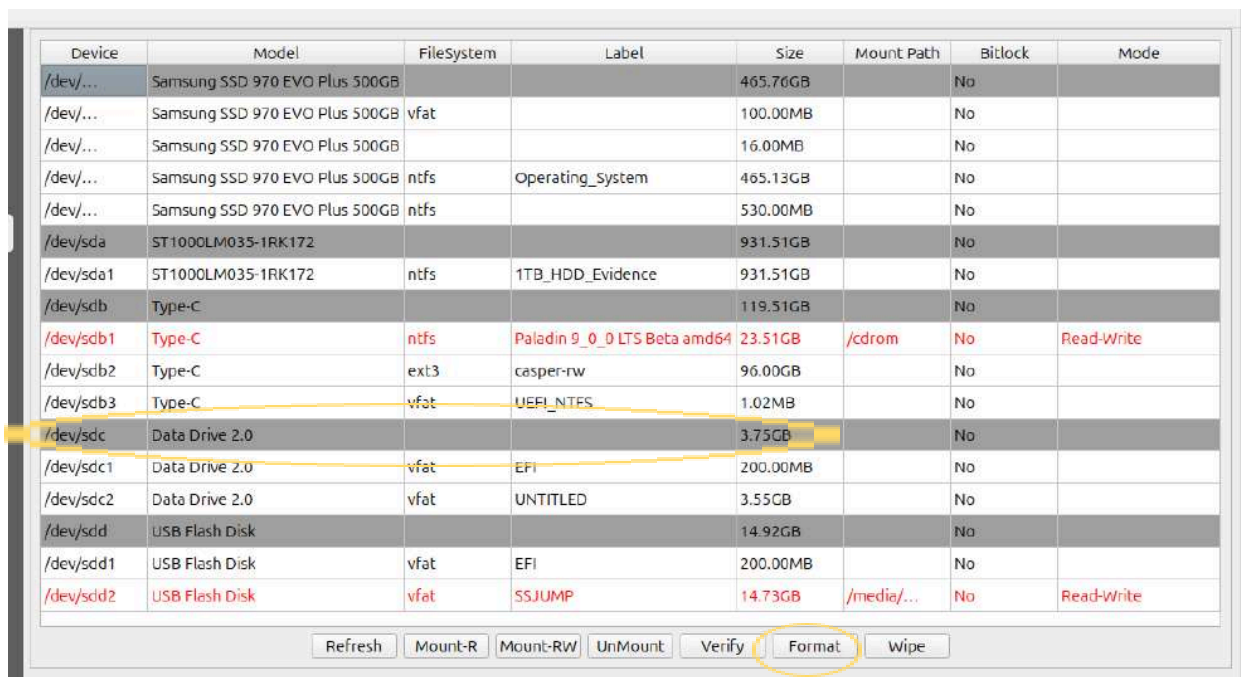 Device Model FileSystem Label Size Mount Path Bitlock Mode
/dev/... Samsung SSD 970 EVO Plus 500GB 465.76GB No
/dev/... Samsung SSD 970 EVO Plus 500GB vfat 100.00MB No
/dev/... Samsung SSD 970 EVO Plus 500GB 16.00MB No
/dev/... Samsung SSD 970 EVO Plus 500GB ntfs Operating_System 465.13GB No
/dev/... Samsung SSD 970 EVO Plus 500GB ntfs 530.00MB No
/dev/sda ST1000LM035-1RK172 931.51GB No
/dev/sda1 ST1000LM035-1RK172 ntfs 1TB_HDD_Evidence 931.51GB No
/dev/sdb Type-C 119.51GB No
/dev/sdb1 Type-C ntfs Paladin 9_0_0 LTS Beta amd64 23.51GB /cdrom No Read-Write
/dev/sdb2 Type-C ext3 casper-rw 96.00GB No
/dev/sdb3 Type-C vfat UEFI_NTFS 1.02MB No
/dev/sdc Data Drive 2.0 3.75GB No
/dev/sdc1 Data Drive 2.0 vfat EFI 200.00MB No
/dev/sdc2 Data Drive 2.0 vfat UNTITLED 3.55GB No
/dev/sdd USB Flash Disk 14.92GB No
/dev/sdd1 USB Flash Disk vfat EFI 200.00MB No
/dev/sdd2 USB Flash Disk vfat SSJUMP 14.73GB /media/... No Read-Write
Refresh Mount-R Mount-RW UnMount Verify Format Wipe